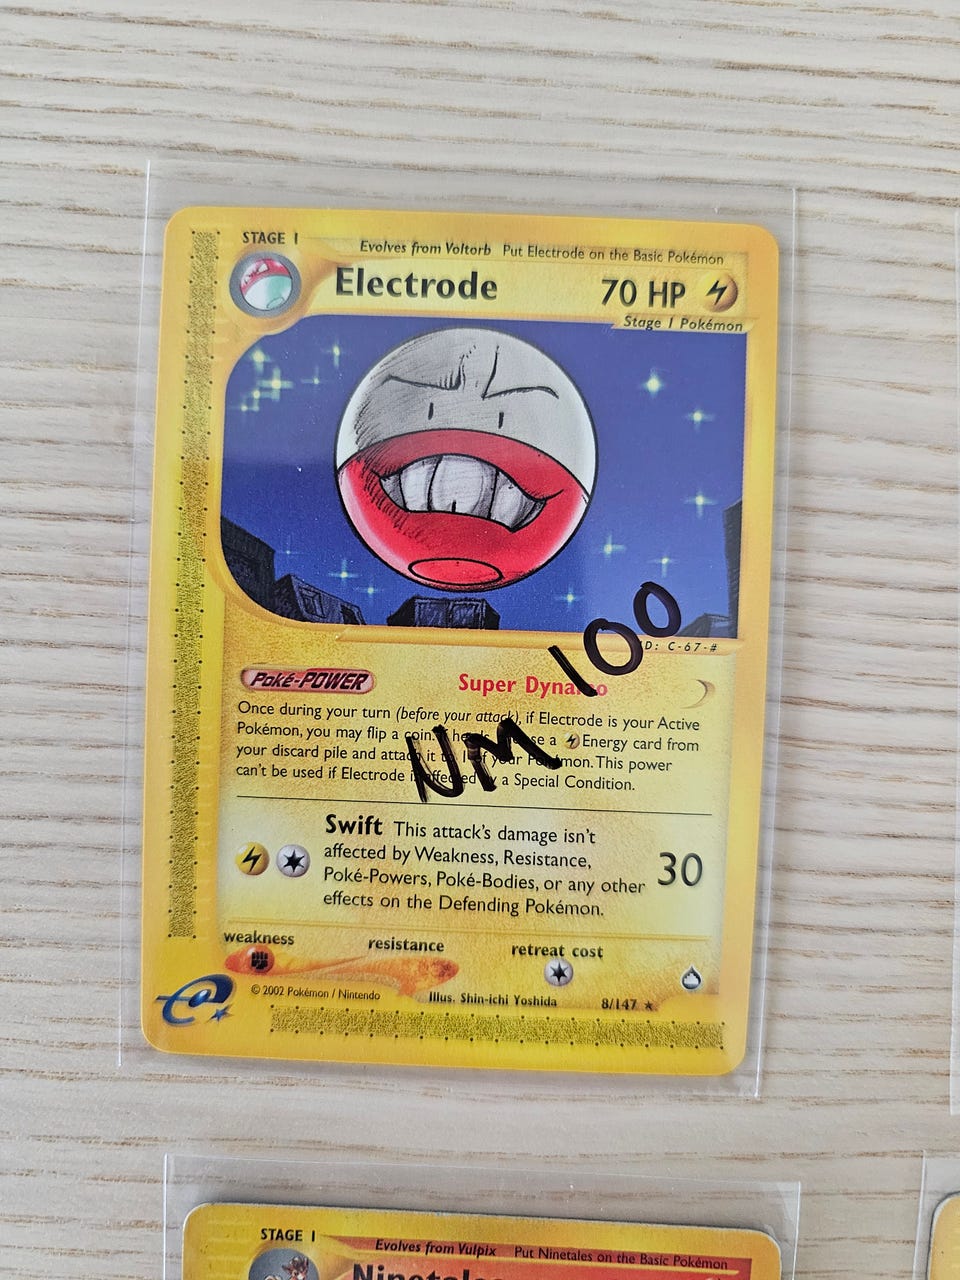 STAGE 1
Evolves from Voltorb Put Electrode on the Basic Pokémon
Electrode 70 HP
Stage 1 Pokémon
100
D: C-67-#
Poké-POWER Super
Once during your turn (before your attack), if Electrode is your Active
Pokémon, you may flip a coin. a Energy card from
your discard pile and attach it of your This power
can't be used if Electrode affected a Special Condition.
NM
Swift This attack's damage isn't
affected by Weakness, Resistance,
Poké-Powers, Poké-Bodies, or any other
effects on the Defending Pokémon.
30
weakness resistance retreat cost
© 2002 Pokémon / Nintendo Illus. Shin-ichi Yoshida 8/147 ★
STAGE 1
Evolves from Vulpix Put Ninetales on the Basic Pokémon
Ninetales